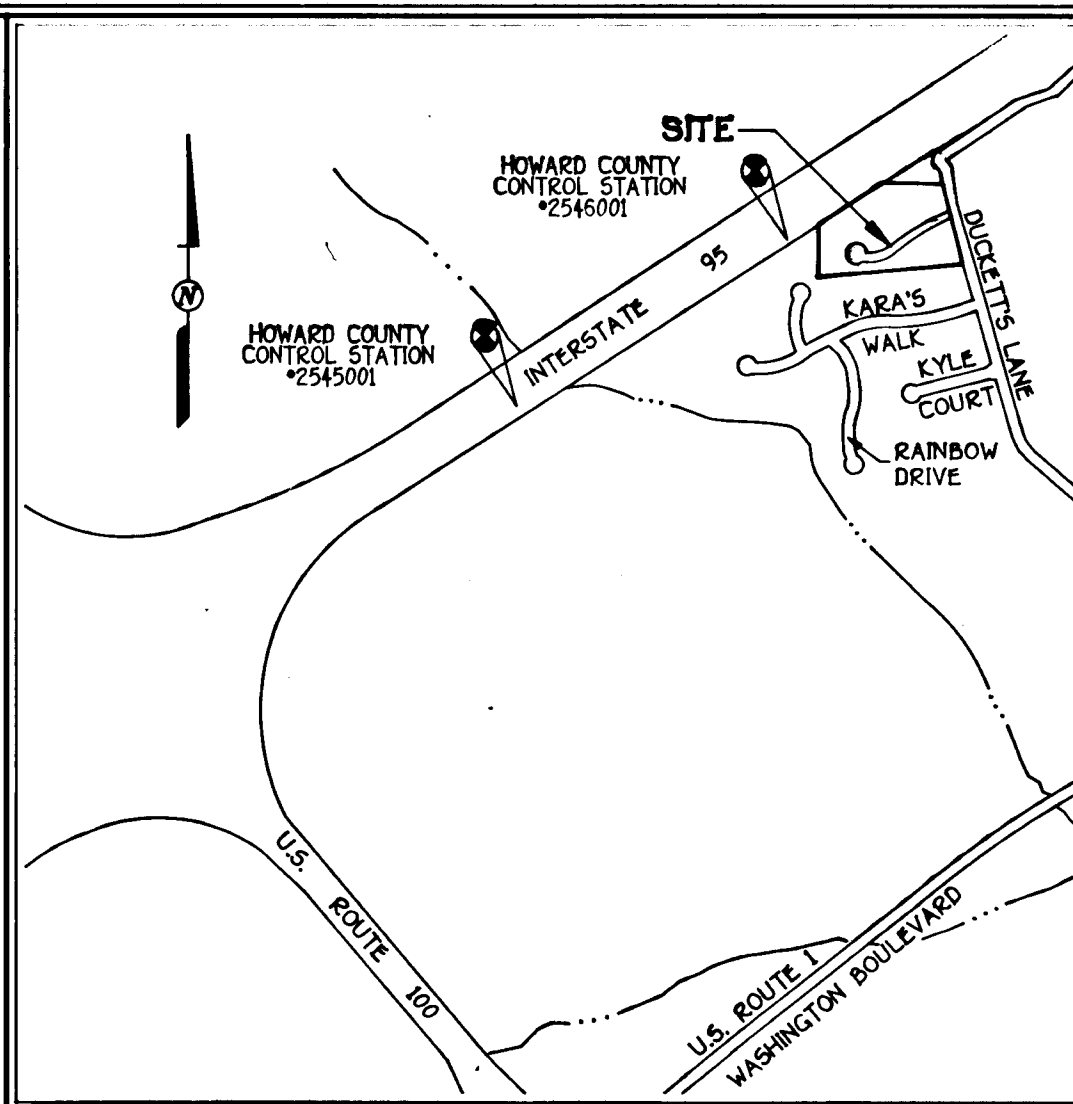 SITE
HOWARD COUNTY
CONTROL STATION
*2546001
N
HOWARD COUNTY
CONTROL STATION
*2545001
INTERSTATE 95
DUCKETT'S LANE
KARA'S
WALK
KYLE
COURT
RAINBOW
DRIVE
U.S. ROUTE 100
U.S. ROUTE 1
WASHINGTON BOULEVARD